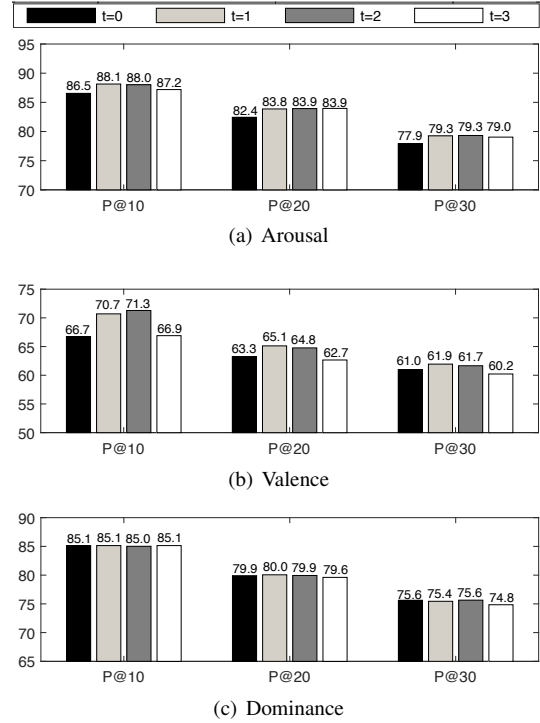 t=0 t=1 t=2 t=3
95
90
85
80
75
70
86.5 88.1 88.0 87.2 82.4 83.8 83.9 83.9 77.9 79.3 79.3 79.0
P@10 P@20 P@30
(a) Arousal
75
70
65
60
55
50
66.7 70.7 71.3 66.9 63.3 65.1 64.8 62.7 61.0 61.9 61.7 60.2
P@10 P@20 P@30
(b) Valence
90
85
80
75
70
65
85.1 85.1 85.0 85.1 79.9 80.0 79.9 79.6 75.6 75.4 75.6 74.8
P@10 P@20 P@30
(c) Dominance